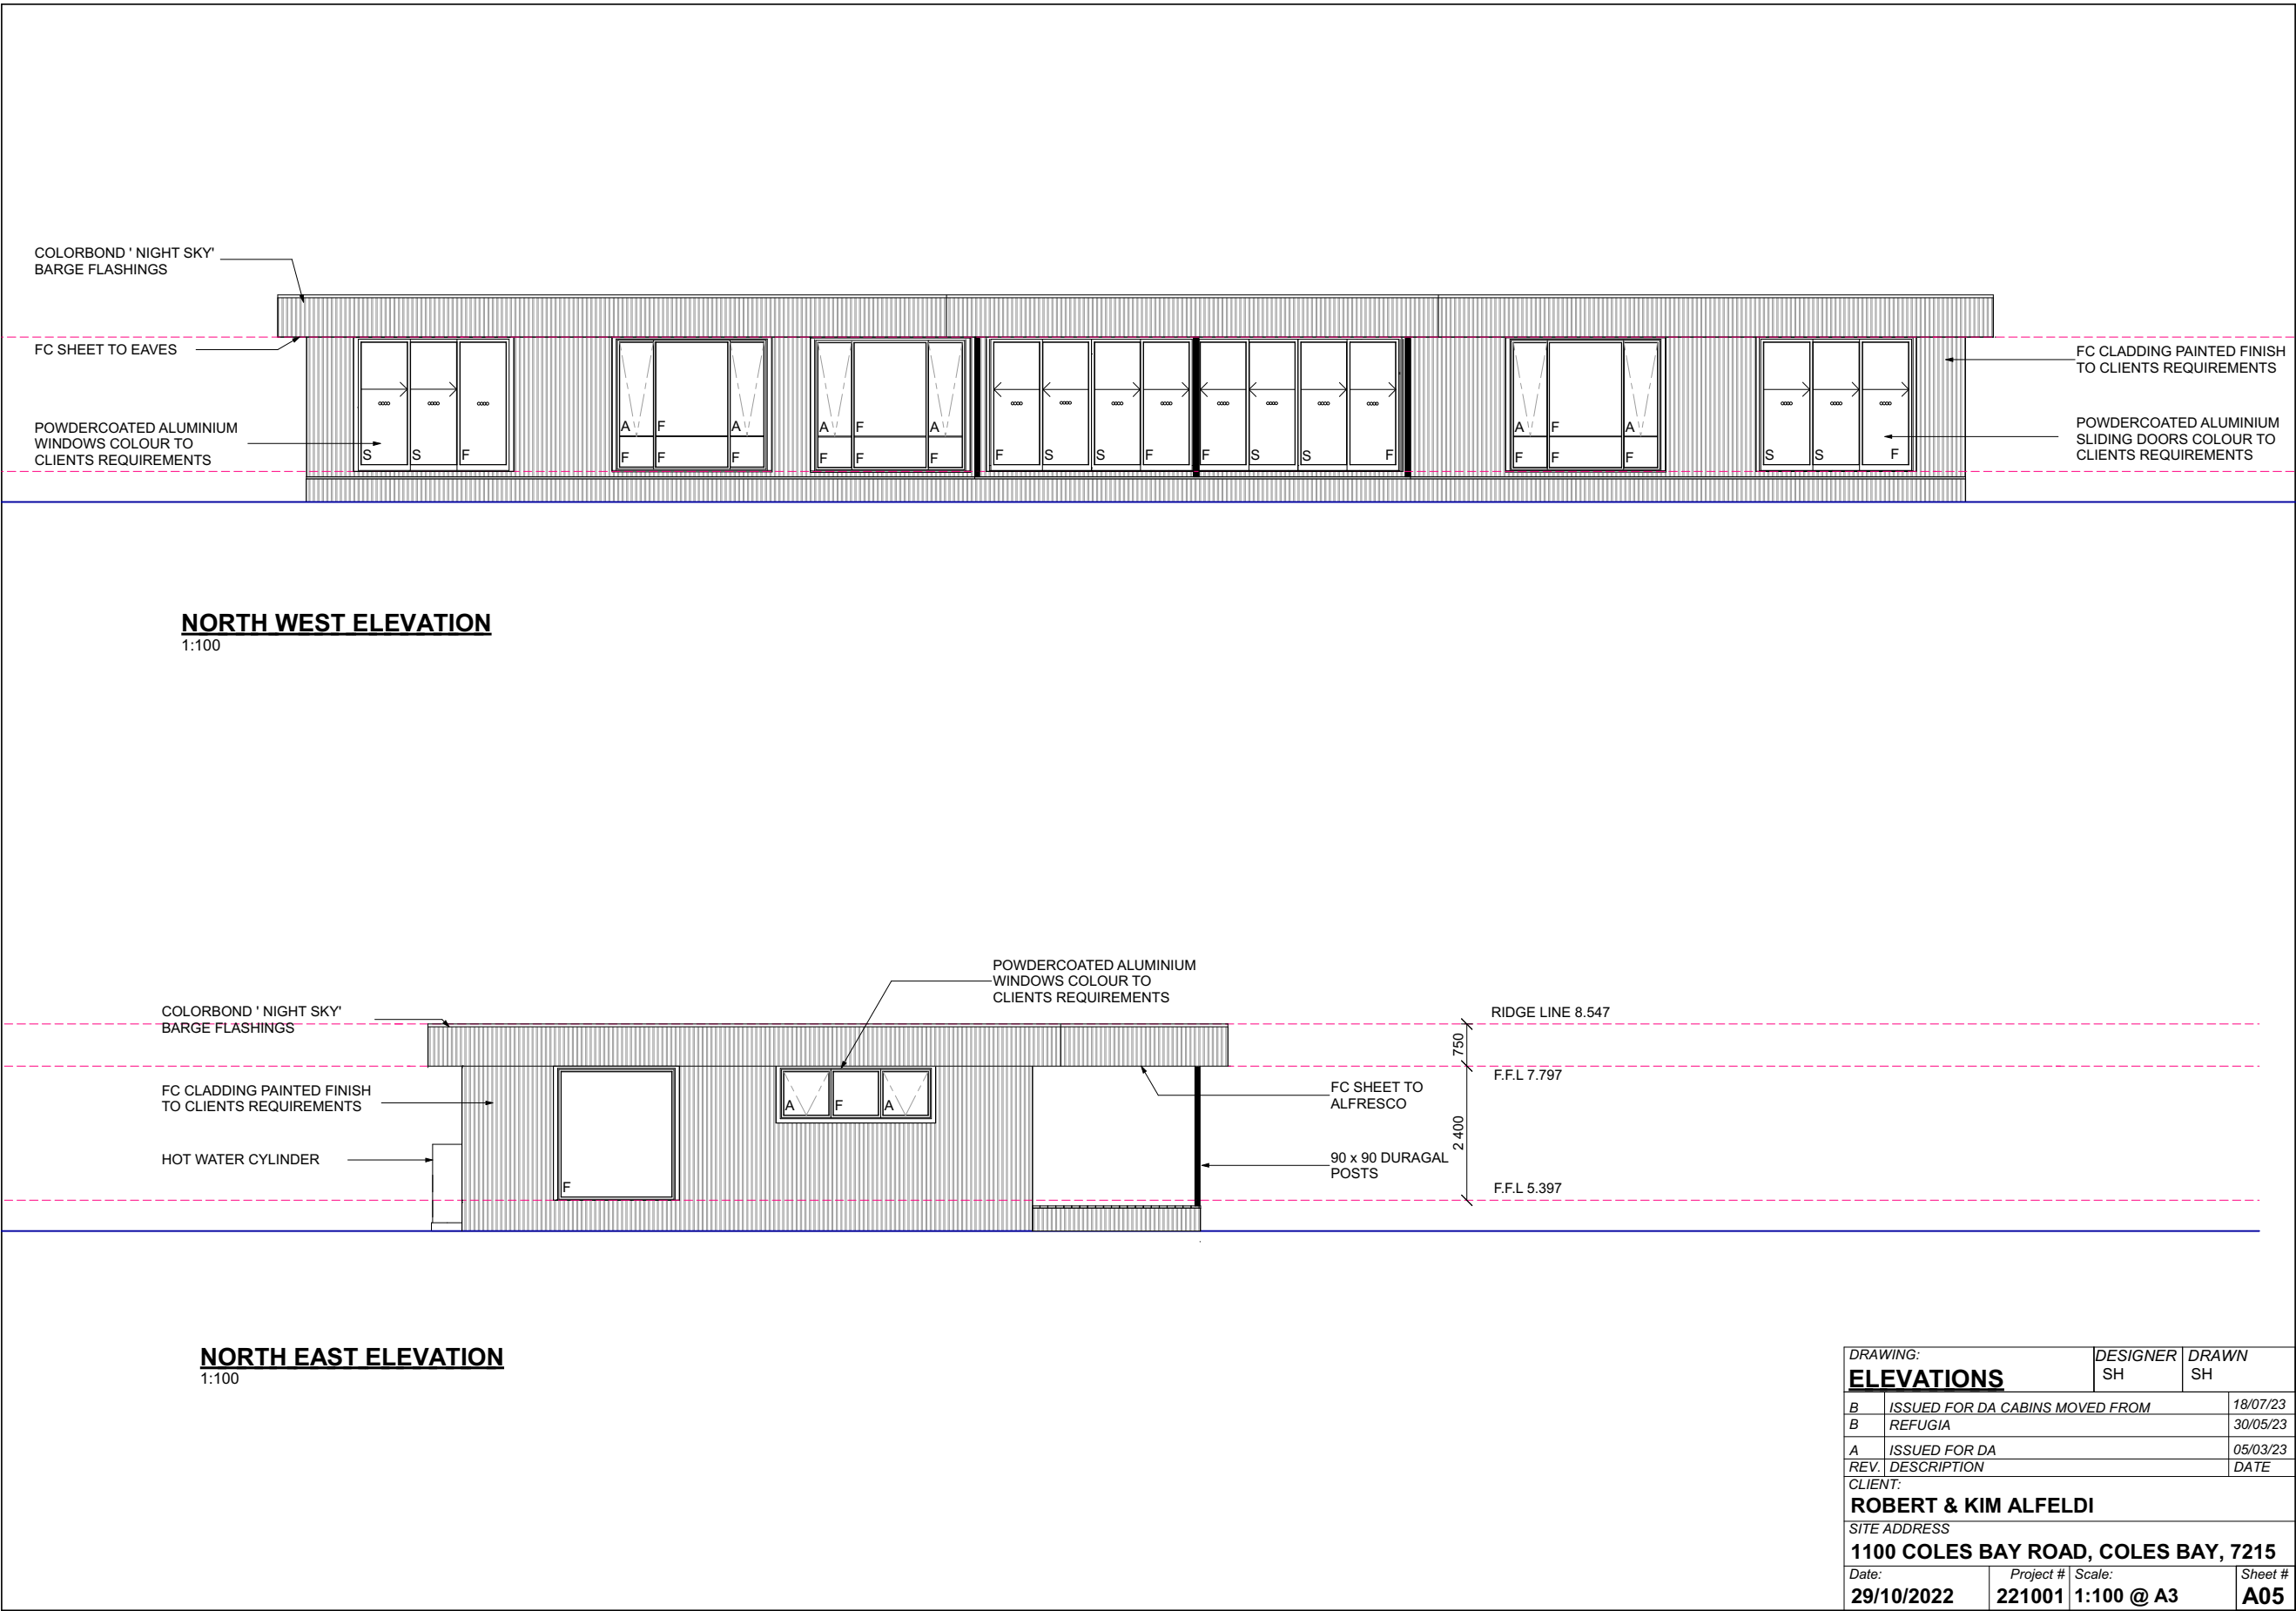 COLORBOND ' NIGHT SKY'
BARGE FLASHINGS
FC SHEET TO EAVES
POWDERCOATED ALUMINIUM
WINDOWS COLOUR TO
CLIENTS REQUIREMENTS
FC CLADDING PAINTED FINISH
TO CLIENTS REQUIREMENTS
POWDERCOATED ALUMINIUM
SLIDING DOORS COLOUR TO
CLIENTS REQUIREMENTS
A F A A F A A F A
S S F F F F F F F F S S F F S S F F F F S S F
NORTH WEST ELEVATION
1:100
POWDERCOATED ALUMINIUM
WINDOWS COLOUR TO
CLIENTS REQUIREMENTS
COLORBOND ' NIGHT SKY'
BARGE FLASHINGS
FC CLADDING PAINTED FINISH
TO CLIENTS REQUIREMENTS
HOT WATER CYLINDER
A F A
F
FC SHEET TO
ALFRESCO
90 x 90 DURAGAL
POSTS
RIDGE LINE 8.547
750
F.F.L 7.797
2 400
F.F.L 5.397
NORTH EAST ELEVATION
1:100
DRAWING: DESIGNER DRAWN
ELEVATIONS SH SH
B ISSUED FOR DA CABINS MOVED FROM 18/07/23
B REFUGIA 30/05/23
A ISSUED FOR DA 05/03/23
REV. DESCRIPTION DATE
CLIENT:
ROBERT & KIM ALFELDI
SITE ADDRESS
1100 COLES BAY ROAD, COLES BAY, 7215
Date: Project # Scale: Sheet #
29/10/2022 221001 1:100 @ A3 A05